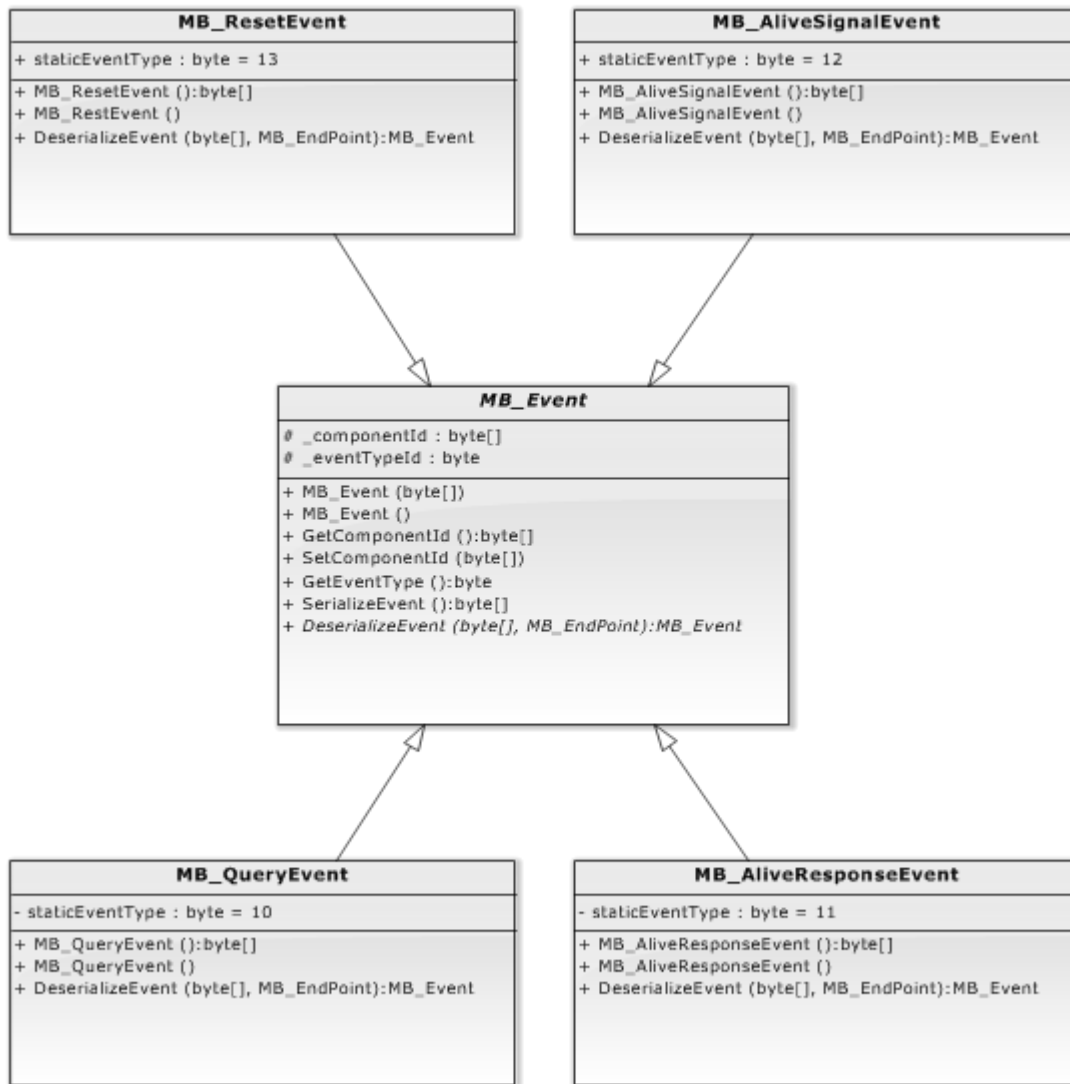 MB_ResetEvent
+ staticEventType : byte = 13
+ MB_ResetEvent ():byte[]
+ MB_RestEvent ()
+ DeserializeEvent (byte[], MB_EndPoint):MB_Event
MB_AliveSignalEvent
+ staticEventType : byte = 12
+ MB_AliveSignalEvent ():byte[]
+ MB_AliveSignalEvent ()
+ DeserializeEvent (byte[], MB_EndPoint):MB_Event
MB_Event
# _componentId : byte[]
# _eventTypeId : byte
+ MB_Event (byte[])
+ MB_Event ()
+ GetComponentId ():byte[]
+ SetComponentId (byte[])
+ GetEventType ():byte
+ SerializeEvent ():byte[]
+ DeserializeEvent (byte[], MB_EndPoint):MB_Event
MB_QueryEvent
- staticEventType : byte = 10
+ MB_QueryEvent ():byte[]
+ MB_QueryEvent ()
+ DeserializeEvent (byte[], MB_EndPoint):MB_Event
MB_AliveResponseEvent
- staticEventType : byte = 11
+ MB_AliveResponseEvent ():byte[]
+ MB_AliveResponseEvent ()
+ DeserializeEvent (byte[], MB_EndPoint):MB_Event